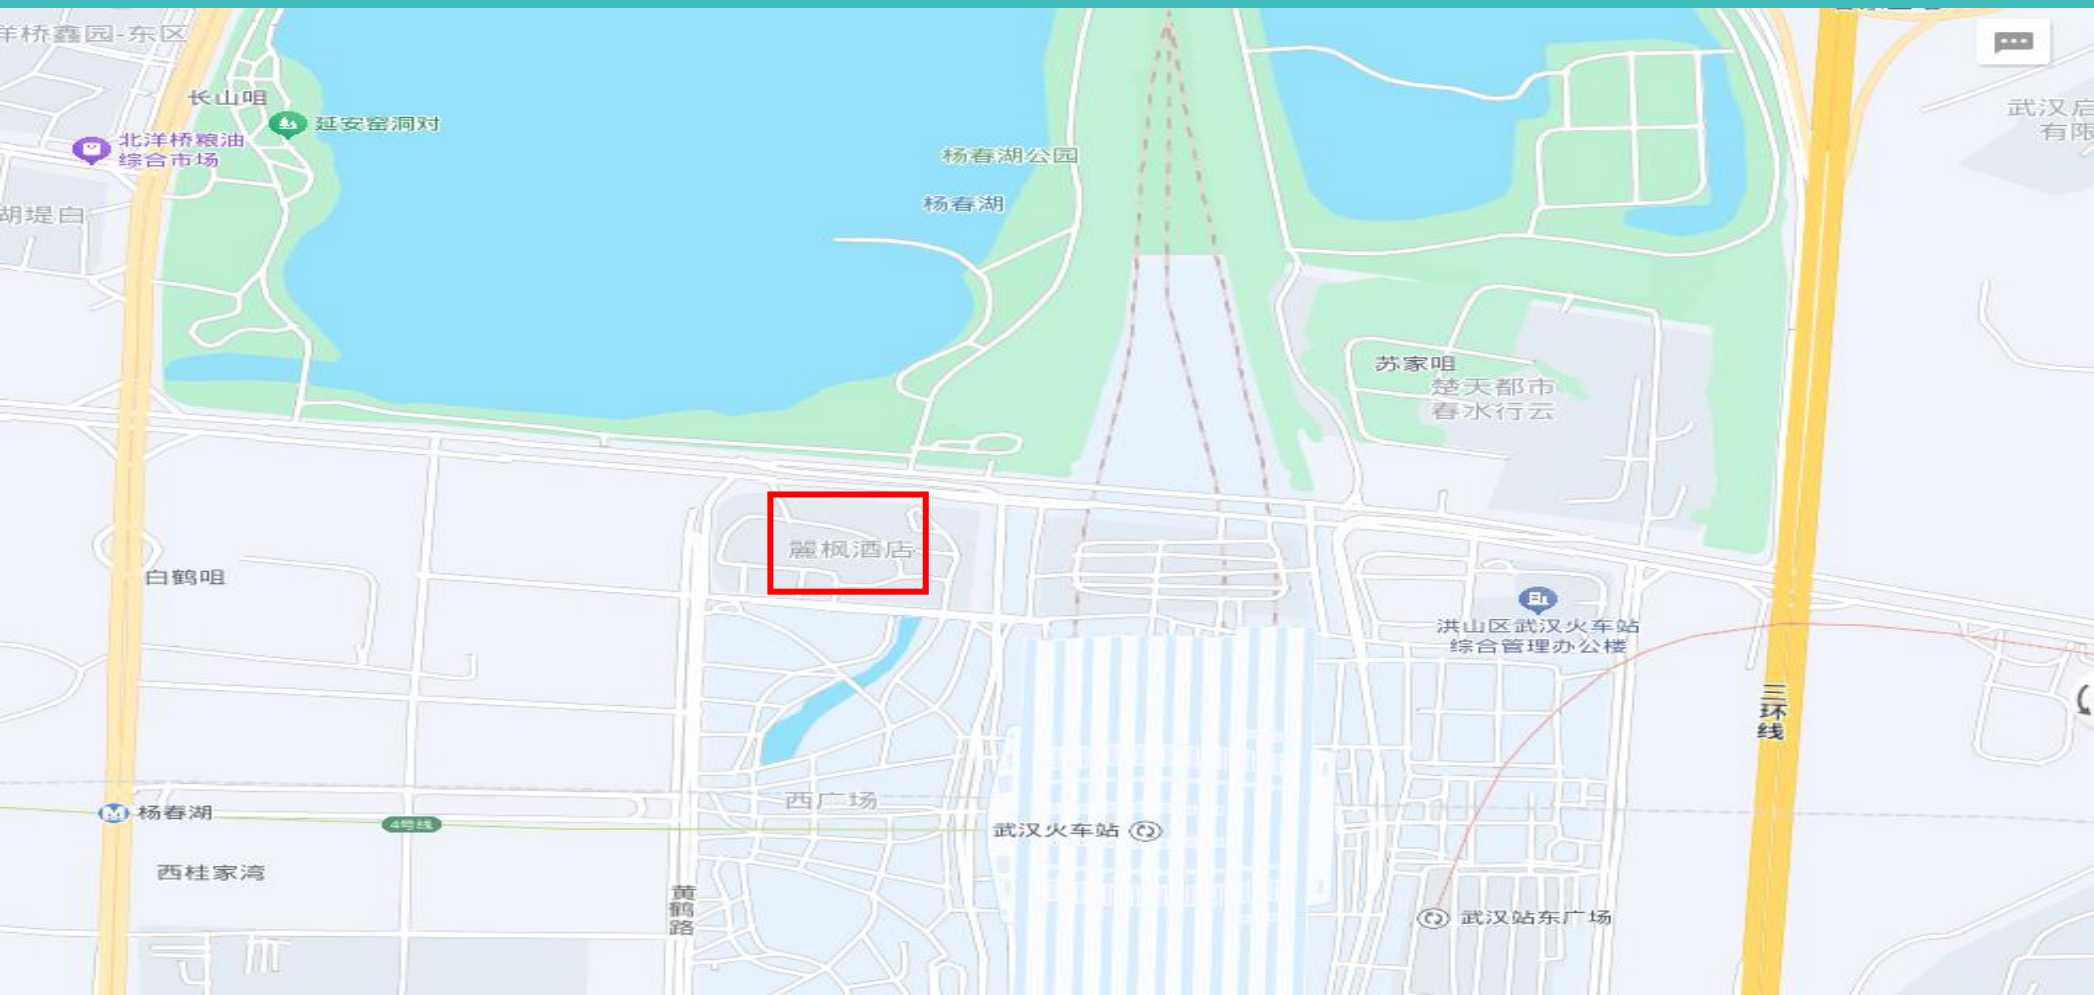 洋桥鑫园-东区
长山咀
延安窑洞对
北洋桥粮油
综合市场
杨春湖公园
杨春湖
武汉启
有限
湖堤白
苏家咀
楚天都市
春水行云
麗枫酒店
白鹤咀
洪山区武汉火车站
综合管理办公楼
三环线
西广场
杨春湖
4号线
武汉火车站
西桂家湾
黄鹤路
武汉站东广场